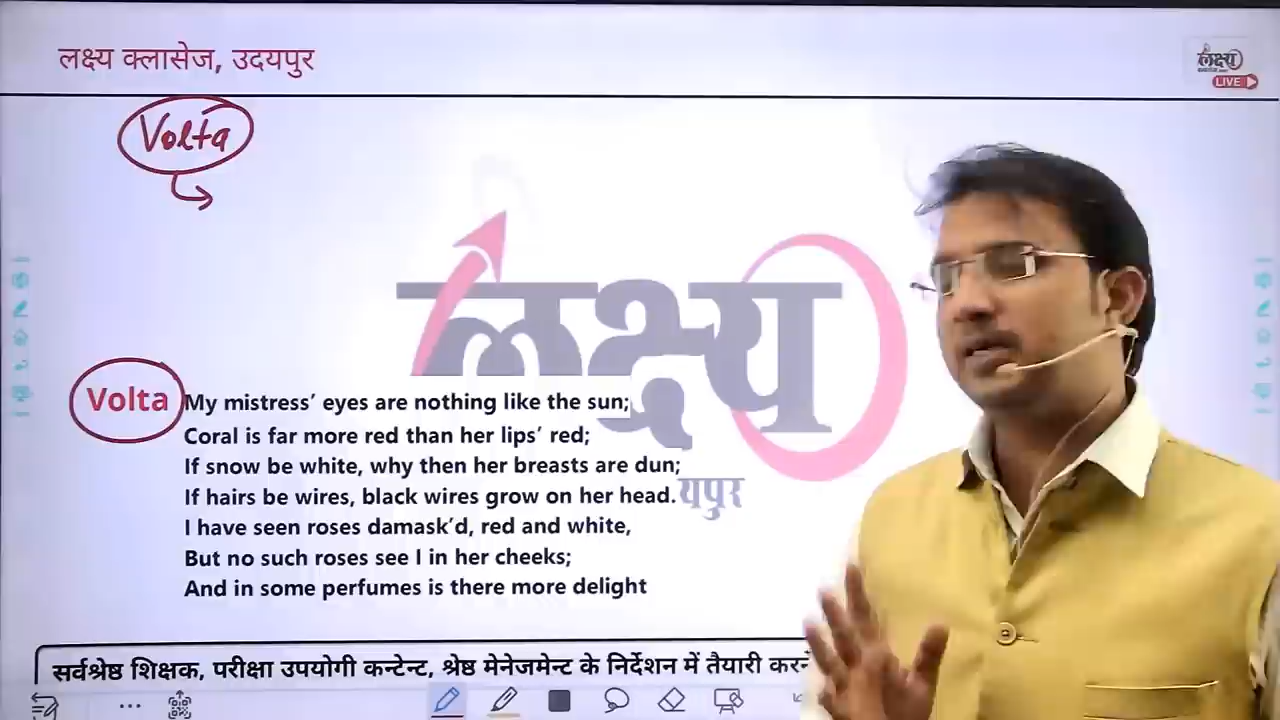 लक्ष्य क्लासेज, उदयपुर
लक्ष्य
LIVE
Volta
लक्ष्य
यपुर
Volta My mistress’ eyes are nothing like the sun;
Coral is far more red than her lips’ red;
If snow be white, why then her breasts are dun;
If hairs be wires, black wires grow on her head.
I have seen roses damask’d, red and white,
But no such roses see I in her cheeks;
And in some perfumes is there more delight
सर्वश्रेष्ठ शिक्षक, परीक्षा उपयोगी कन्टेन्ट, श्रेष्ठ मेनेजमेन्ट के निर्देशन में तैयारी करने